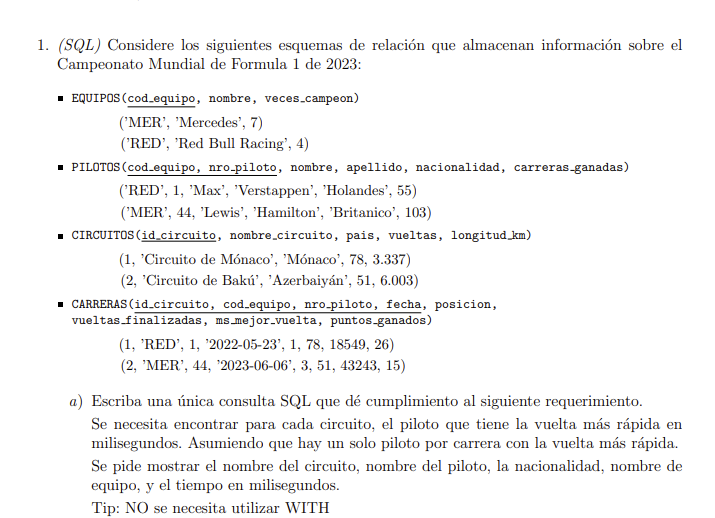 1. (SQL) Considere los siguientes esquemas de relación que almacenan información sobre el
Campeonato Mundial de Formula 1 de 2023:
▪ EQUIPOS(cod_equipo, nombre, veces_campeon)
('MER', 'Mercedes', 7)
('RED', 'Red Bull Racing', 4)
▪ PILOTOS(cod_equipo, nro_piloto, nombre, apellido, nacionalidad, carreras_ganadas)
('RED', 1, 'Max', 'Verstappen', 'Holandes', 55)
('MER', 44, 'Lewis', 'Hamilton', 'Britanico', 103)
▪ CIRCUITOS(id_circuito, nombre_circuito, pais, vueltas, longitud_km)
(1, 'Circuito de Mónaco', 'Mónaco', 78, 3.337)
(2, 'Circuito de Bakú', 'Azerbaiyán', 51, 6.003)
▪ CARRERAS(id_circuito, cod_equipo, nro_piloto, fecha, posicion,
vueltas_finalizadas, ms_mejor_vuelta, puntos_ganados)
(1, 'RED', 1, '2022-05-23', 1, 78, 18549, 26)
(2, 'MER', 44, '2023-06-06', 3, 51, 43243, 15)
a) Escriba una única consulta SQL que dé cumplimiento al siguiente requerimiento.
Se necesita encontrar para cada circuito, el piloto que tiene la vuelta más rápida en
milisegundos. Asumiendo que hay un solo piloto por carrera con la vuelta más rápida.
Se pide mostrar el nombre del circuito, nombre del piloto, la nacionalidad, nombre de
equipo, y el tiempo en milisegundos.
Tip: NO se necesita utilizar WITH